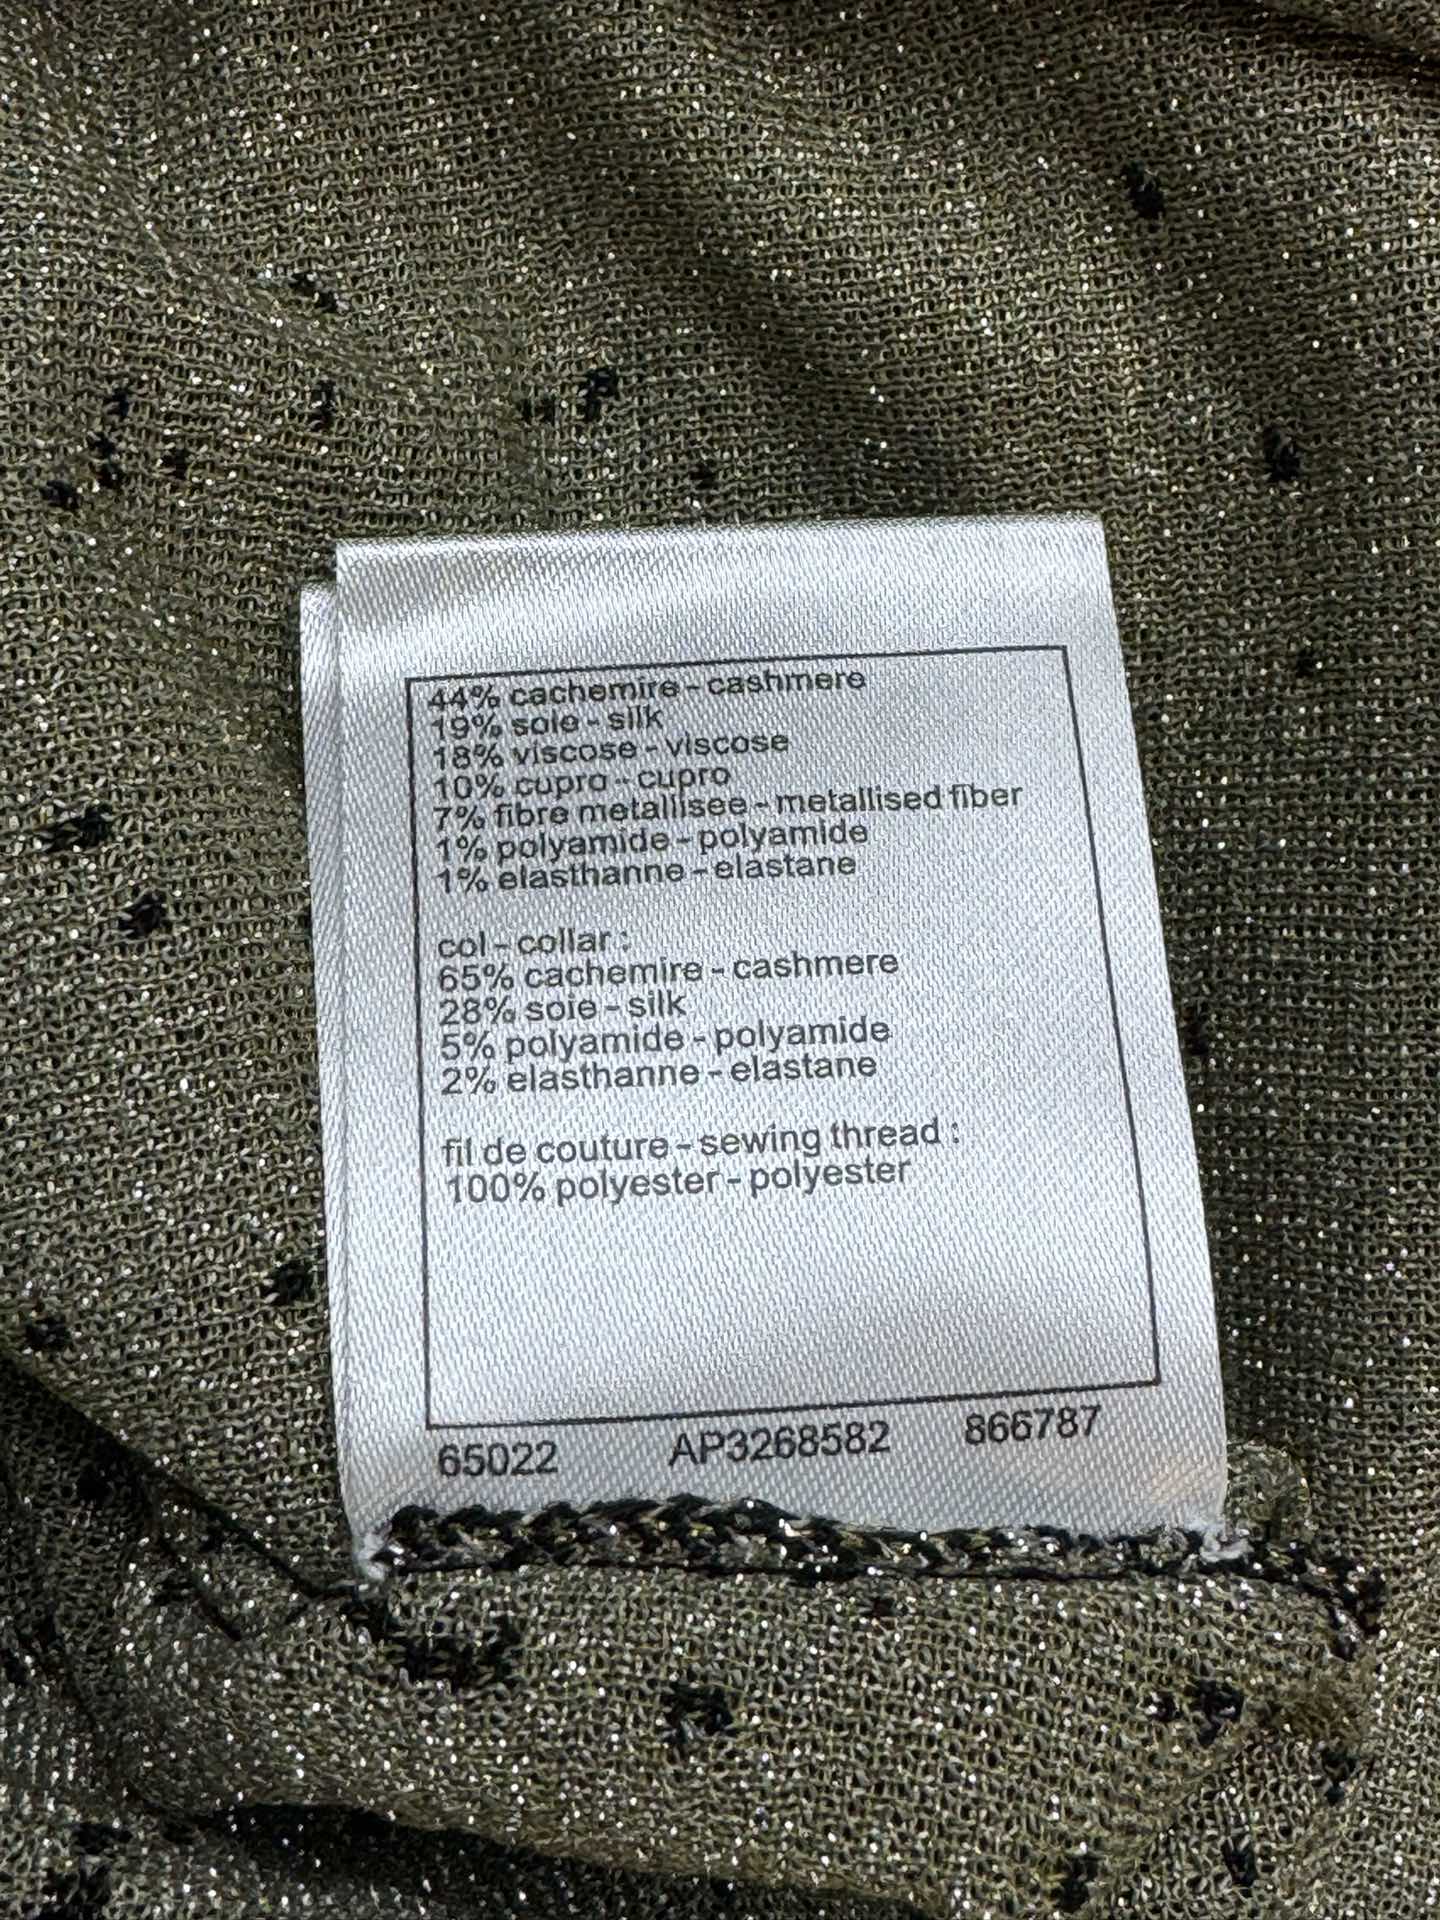 44% cachemire - cashmere
19% soie - silk
18% viscose - viscose
10% cupro - cupro
7% fibre metallisee - metallised fiber
1% polyamide - polyamide
1% elasthanne - elastane
col - collar :
65% cachemire - cashmere
28% soie - silk
5% polyamide - polyamide
2% elasthanne - elastane
fil de couture - sewing thread :
100% polyester - polyester
65022 AP3268582 866787